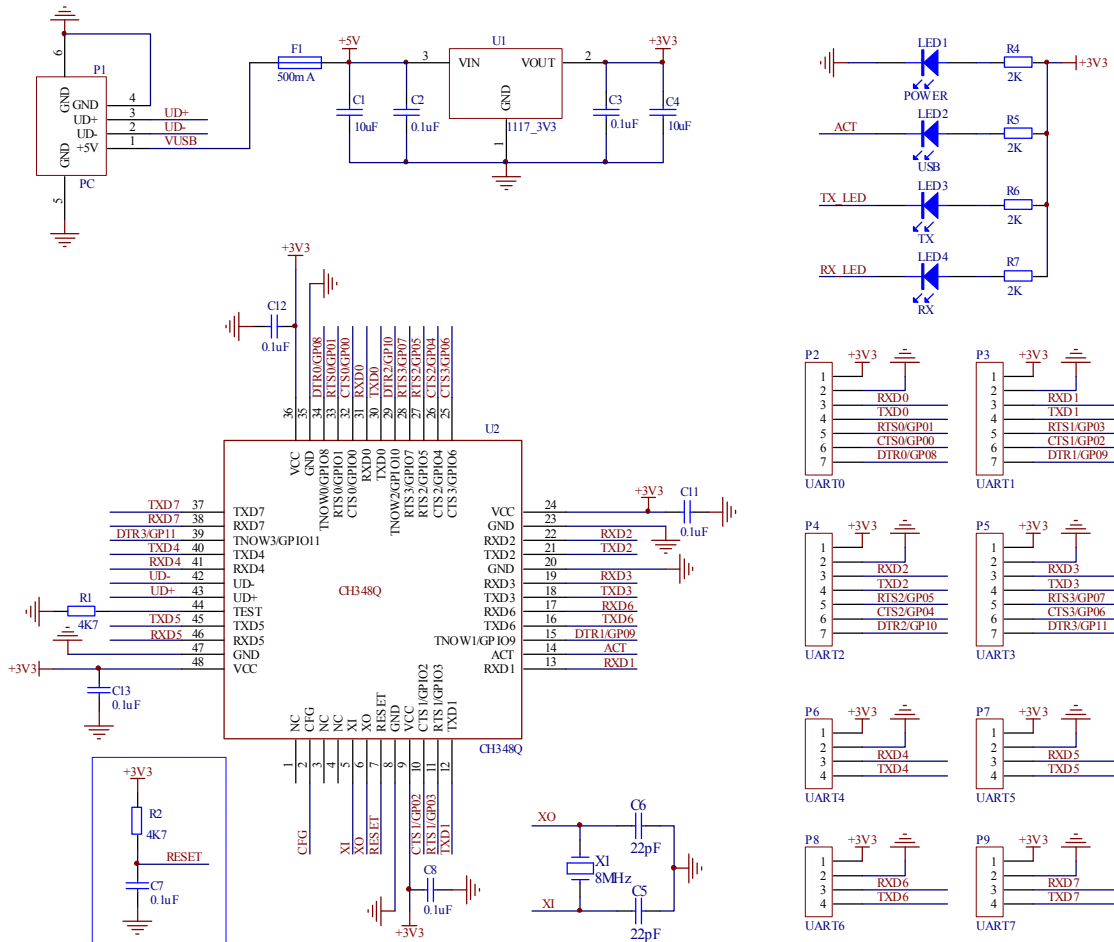 P1
6
GND
GND
4
UD+
3
UD+
UD-
2
UD-
+5V
1
VUSB
GND
PC
5
F1
500mA
+5V
C1
10uF
C2
0.1uF
U1
3
VIN
VOUT
2
GND
1117_3V3
1
+3V3
C3
0.1uF
C4
10uF
LED1
R4
+3V3
2K
POWER
LED2
ACT
R5
2K
USB
LED3
TX_LED
R6
2K
TX
LED4
RX_LED
R7
2K
RX
+3V3
C12
0.1uF
DTR0/GP08
RTS0/GP01
CTS0/GP00
RXD0
TXD0
DTR2/GP10
RTS3/GP07
RTS2/GP05
CTS2/GP04
CTS3/GP06
36
35
34
33
32
31
30
29
28
27
26
25
U2
VCC
GND
TNOW0/GPIO8
RTS0/GPIO1
CTS0/GPIO0
RXD0
TXD0
TNOW2/GPIO10
RTS3/GPIO7
RTS2/GPIO5
CTS2/GPIO4
CTS3/GPIO6
TXD7 37 TXD7
RXD7 38 RXD7
DTR3/GP11 39 TNOW3/GPIO11
TXD4 40 TXD4
RXD4 41 RXD4
UD- 42 UD-
UD+ 43 UD+
R1
4K7
44 TEST
TXD5 45 TXD5
RXD5 46 RXD5
47 GND
+3V3
48 VCC
C13
0.1uF
CH348Q
VCC 24
+3V3
C11
0.1uF
GND 23
RXD2 22 RXD2
TXD2 21 TXD2
GND 20
RXD3 19 RXD3
TXD3 18 TXD3
RXD6 17 RXD6
TXD6 16 TXD6
TNOW1/GPIO9 15 DTR1/GP09
ACT 14 ACT
RXD1 13 RXD1
NC
CFG
NC
NC
XI
XO
RESET
GND
VCC
CTS1/GPIO2
RTS1/GPIO3
TXD1
CH348Q
1
2
3
4
5
6
7
8
9
10
11
12
CFG
XI
XO
RESET
CTS1/GP02
RTS1/GP03
TXD1
C8
0.1uF
+3V3
+3V3
R2
4K7
RESET
C7
0.1uF
XO
C6
22pF
X1
8MHz
XI
C5
22pF
P2
+3V3
1
2
3 RXD0
4 TXD0
5 RTS0/GP01
6 CTS0/GP00
7 DTR0/GP08
UART0
P3
+3V3
1
2
3 RXD1
4 TXD1
5 RTS1/GP03
6 CTS1/GP02
7 DTR1/GP09
UART1
P4
+3V3
1
2
3 RXD2
4 TXD2
5 RTS2/GP05
6 CTS2/GP04
7 DTR2/GP10
UART2
P5
+3V3
1
2
3 RXD3
4 TXD3
5 RTS3/GP07
6 CTS3/GP06
7 DTR3/GP11
UART3
P6
+3V3
1
2
3 RXD4
4 TXD4
UART4
P7
+3V3
1
2
3 RXD5
4 TXD5
UART5
P8
+3V3
1
2
3 RXD6
4 TXD6
UART6
P9
+3V3
1
2
3 RXD7
4 TXD7
UART7